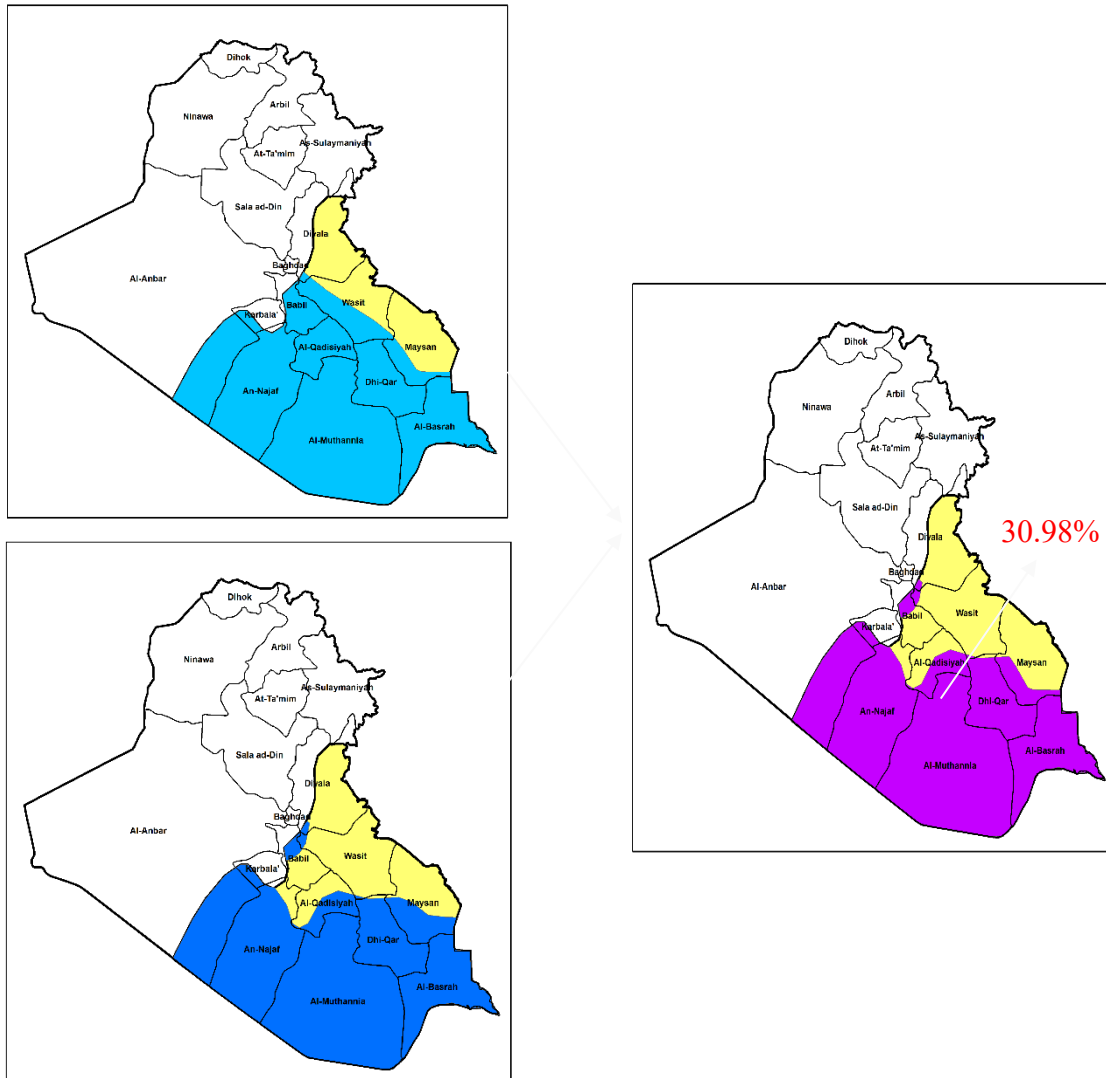 Dihok
Ninawa
Arbil
As-Sulaymaniyah
At-Ta'mim
Sala ad-Din
Diyala
Baghdad
Al-Anbar
Karbala'
Babil
Wasit
Al-Qadisiyah
Maysan
An-Najaf
Dhi-Qar
Al-Muthannia
Al-Basrah
Dihok
Ninawa
Arbil
As-Sulaymaniyah
At-Ta'mim
Sala ad-Din
Diyala
Baghdad
Al-Anbar
Karbala'
Babil
Wasit
Al-Qadisiyah
Maysan
An-Najaf
Dhi-Qar
Al-Muthannia
Al-Basrah
30.98%
Dihok
Ninawa
Arbil
As-Sulaymaniyah
At-Ta'mim
Sala ad-Din
Diyala
Baghdad
Al-Anbar
Karbala'
Babil
Wasit
Al-Qadisiyah
Maysan
An-Najaf
Dhi-Qar
Al-Muthannia
Al-Basrah